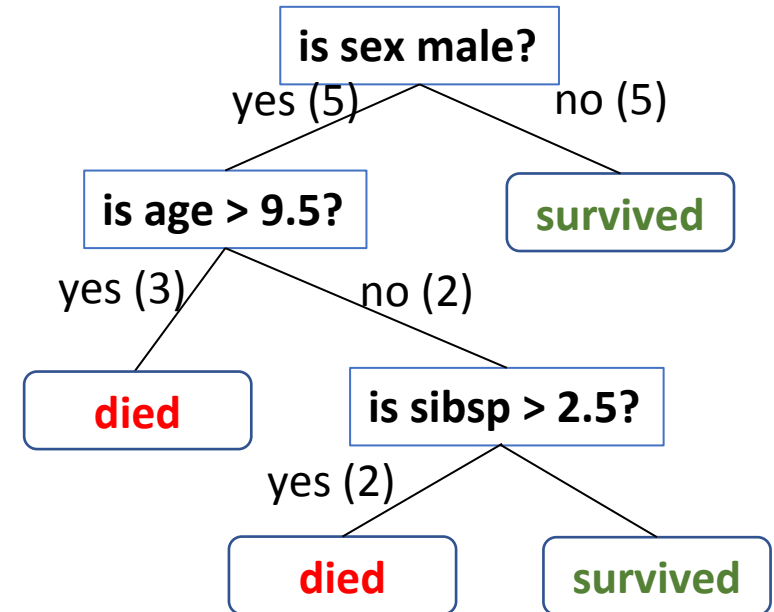 is sex male?
yes (5)
no (5)
is age > 9.5?
survived
yes (3)
no (2)
died
is sibsp > 2.5?
yes (2)
died
survived